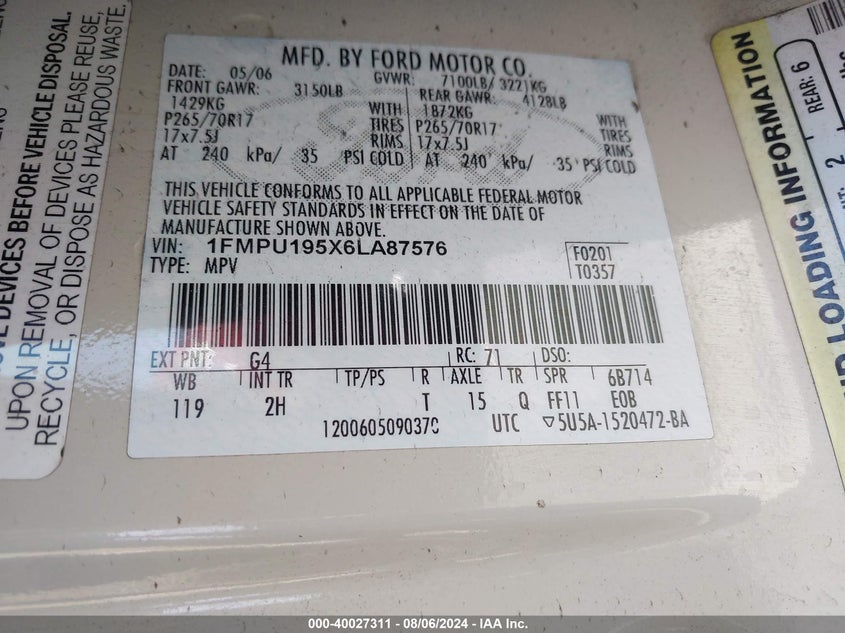 MFD. BY FORD MOTOR CO.
DATE: 05/06 GVWR: 7100LB/ 3221KG
FRONT GAWR: 3150LB REAR GAWR: 4128LB
1429KG WITH 1872KG WITH
P265/70R17 TIRES P265/70R17 TIRES
17x7.5J RIMS 17x7.5J RIMS
AT 240 kPa/ 35 PSI COLD AT 240 kPa/ 35 PSI COLD
THIS VEHICLE CONFORMS TO ALL APPLICABLE FEDERAL MOTOR
VEHICLE SAFETY STANDARDS IN EFFECT ON THE DATE OF
MANUFACTURE SHOWN ABOVE.
VIN: 1FMPU195X6LA87576 F0201
TYPE: MPV T0357
EXT PNT: G4 RC: 71 DSO:
WB INT TR TP/PS R AXLE TR SPR 6B714
119 2H T 15 Q FF11 E0B
12006050903 UTC ▽5U5A-1520472-BA
DEVICES BEFORE VEHICLE DISPOSAL.
UPON REMOVAL OF DEVICES PLEASE REUSE,
RECYCLE, OR DISPOSE AS HAZARDOUS WASTE.
LOADING INFORMATION
REAR: 6
2
000-40027311 - 08/06/2024 - IAA Inc.